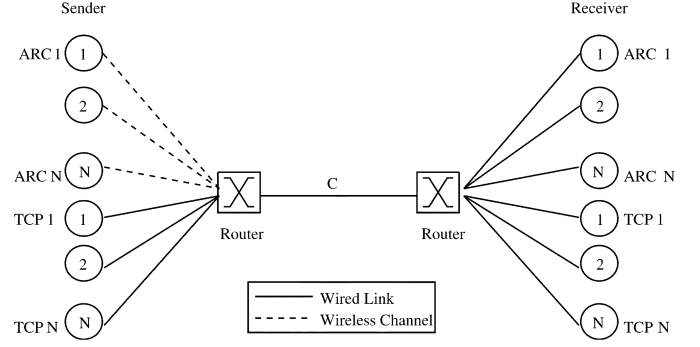 Sender Receiver
ARC 1 1 1 ARC 1
2 2
ARC N N N ARC N
C
TCP 1 1 1 TCP 1
Router Router
2 2
Wired Link
TCP N N N TCP N
Wireless Channel